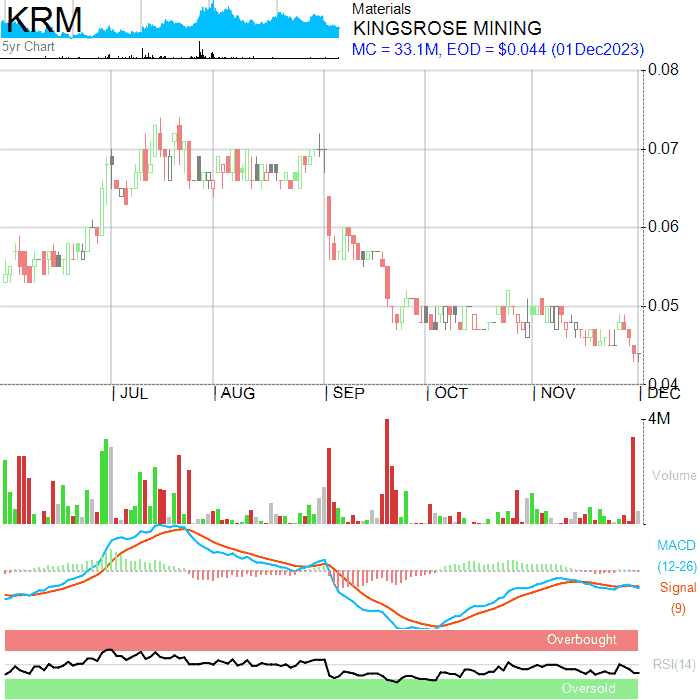 KRM
5yr Chart
Materials
KINGSROSE MINING
MC = 33.1M, EOD = $0.044 (01Dec2023)
0.08
0.07
0.06
0.05
0.04
JUL AUG SEP OCT NOV DEC
4M
Volume
MACD
(12-26)
Signal
(9)
Overbought
RSI(14)
Oversold